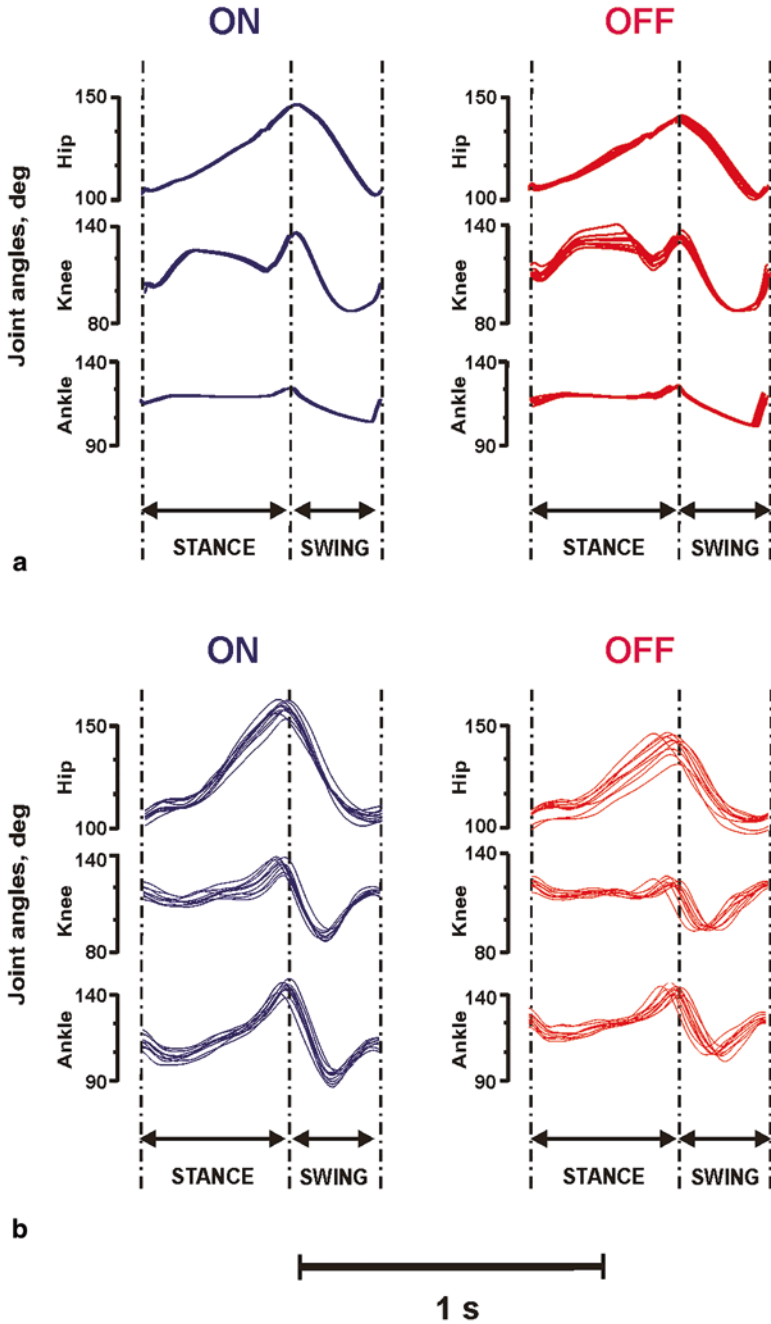 ON OFF
Joint angles, deg
Hip
150
100
150
100
Hip
Knee
140
80
140
80
Knee
Ankle
140
90
140
90
Ankle
STANCE SWING STANCE SWING
a
ON OFF
Joint angles, deg
Hip
150
100
150
100
Hip
Knee
140
80
140
80
Knee
Ankle
140
90
140
90
Ankle
STANCE SWING STANCE SWING
b
1 s